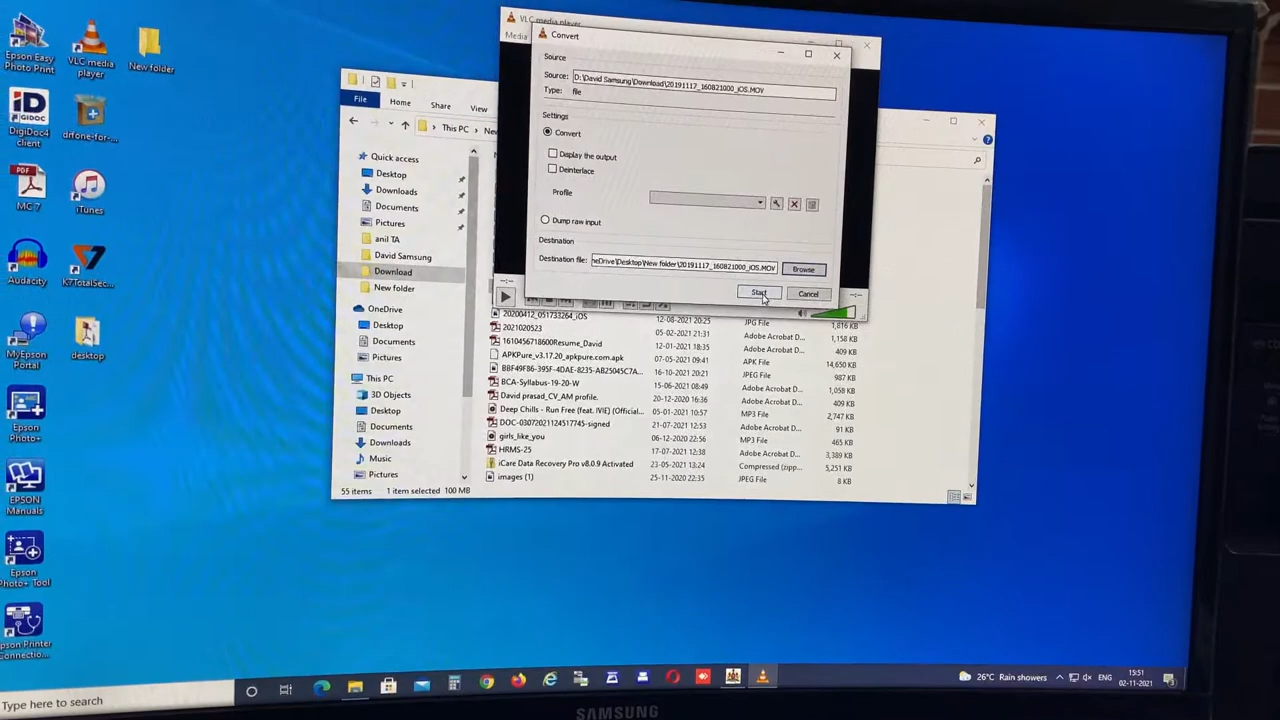 Epson Easy
Photo Print
VLC media
player
New folder
iD
DigiDoc4
client
drfone-for-...
PDF
MC 7
iTunes
Audacity
K7TotalSec...
MyEpson
Portal
desktop
Epson
Photo+
EPSON
Manuals
Epson
Photo+ Tool
Epson Printer
Connectio...
VLC media player
Media
Convert
Source
Source: D:\David Samsung\Download\20191117_160821000_iOS.MOV
Type: file
Settings
Convert
Display the output
Deinterlace
Profile
Dump raw input
Destination
Destination file: neDrive\Desktop\New folder\20191117_160821000_iOS.MOV Browse
Start Cancel
File Home Share View
This PC
Quick access
Desktop
Downloads
Documents
Pictures
anil TA
David Samsung
Download
New folder
OneDrive
Desktop
Documents
Pictures
This PC
3D Objects
Desktop
Documents
Downloads
Music
Pictures
20200412_051733264_iOS 12-08-2021 20:25 JPG File 1,816 KB
2021020523 05-02-2021 21:31 Adobe Acrobat D... 1,158 KB
1610456718600Resume_David 12-01-2021 18:35 Adobe Acrobat D... 409 KB
APKPure_v3.17.20_apkpure.com.apk 07-05-2021 09:41 APK File 14,650 KB
BBF49F86-395F-4DAE-8235-AB25045C7A... 16-10-2021 20:21 JPEG File 987 KB
BCA-Syllabus-19-20-W 15-06-2021 08:49 Adobe Acrobat D... 1,068 KB
David prasad_CV_AM profile. 20-12-2020 16:36 Adobe Acrobat D... 409 KB
Deep Chills - Run Free (feat. IVIE) (Official... 05-01-2021 10:57 MP3 File 2,747 KB
DOC-03072021124517745-signed 21-07-2021 12:53 Adobe Acrobat D... 91 KB
girls_like_you 06-12-2020 22:56 MP3 File 465 KB
HRMS-25 17-07-2021 12:38 Adobe Acrobat D... 3,389 KB
iCare Data Recovery Pro v8.0.9 Activated 23-05-2021 13:24 Compressed (zipp... 5,251 KB
images (1) 25-11-2020 22:35 JPEG File 8 KB
55 items 1 item selected 100 MB
Type here to search
26°C Rain showers ENG 15:51
02-11-2021
SAMSUNG